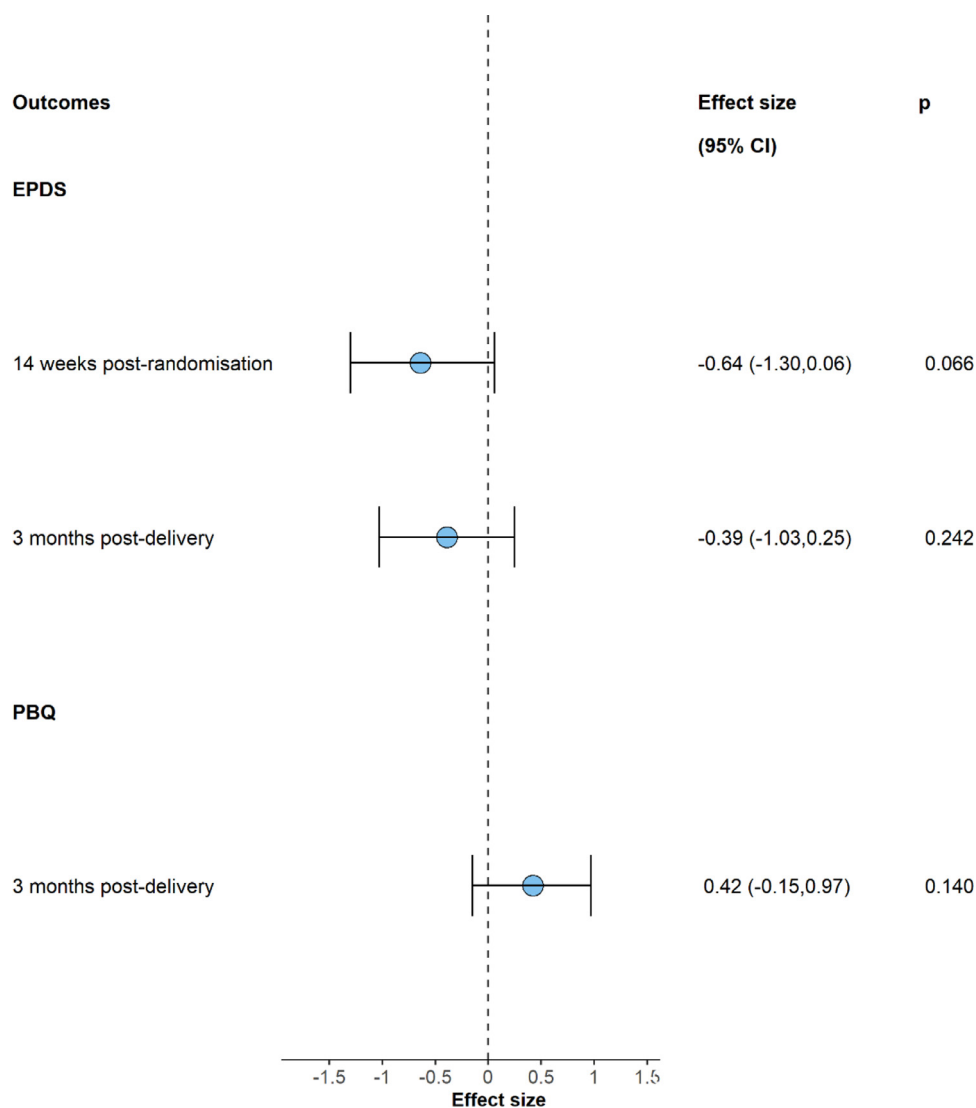 Outcomes Effect size p
(95% CI)
EPDS
14 weeks post-randomisation -0.64 (-1.30,0.06) 0.066
3 months post-delivery -0.39 (-1.03,0.25) 0.242
PBQ
3 months post-delivery 0.42 (-0.15,0.97) 0.140
-1.5 -1 -0.5 0 0.5 1 1.5
Effect size